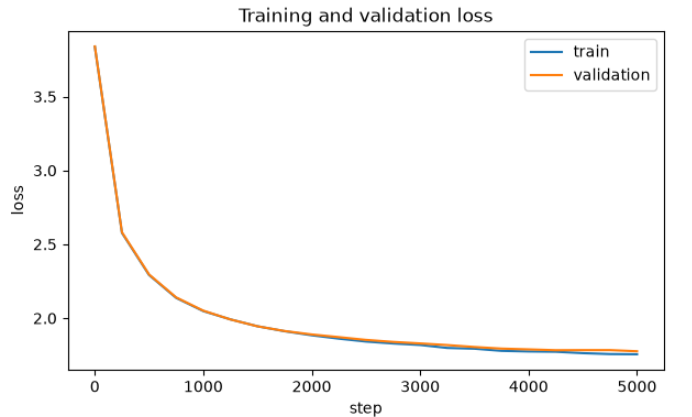 Training and validation loss
train
validation
3.5
3.0
2.5
2.0
loss
0 1000 2000 3000 4000 5000
step